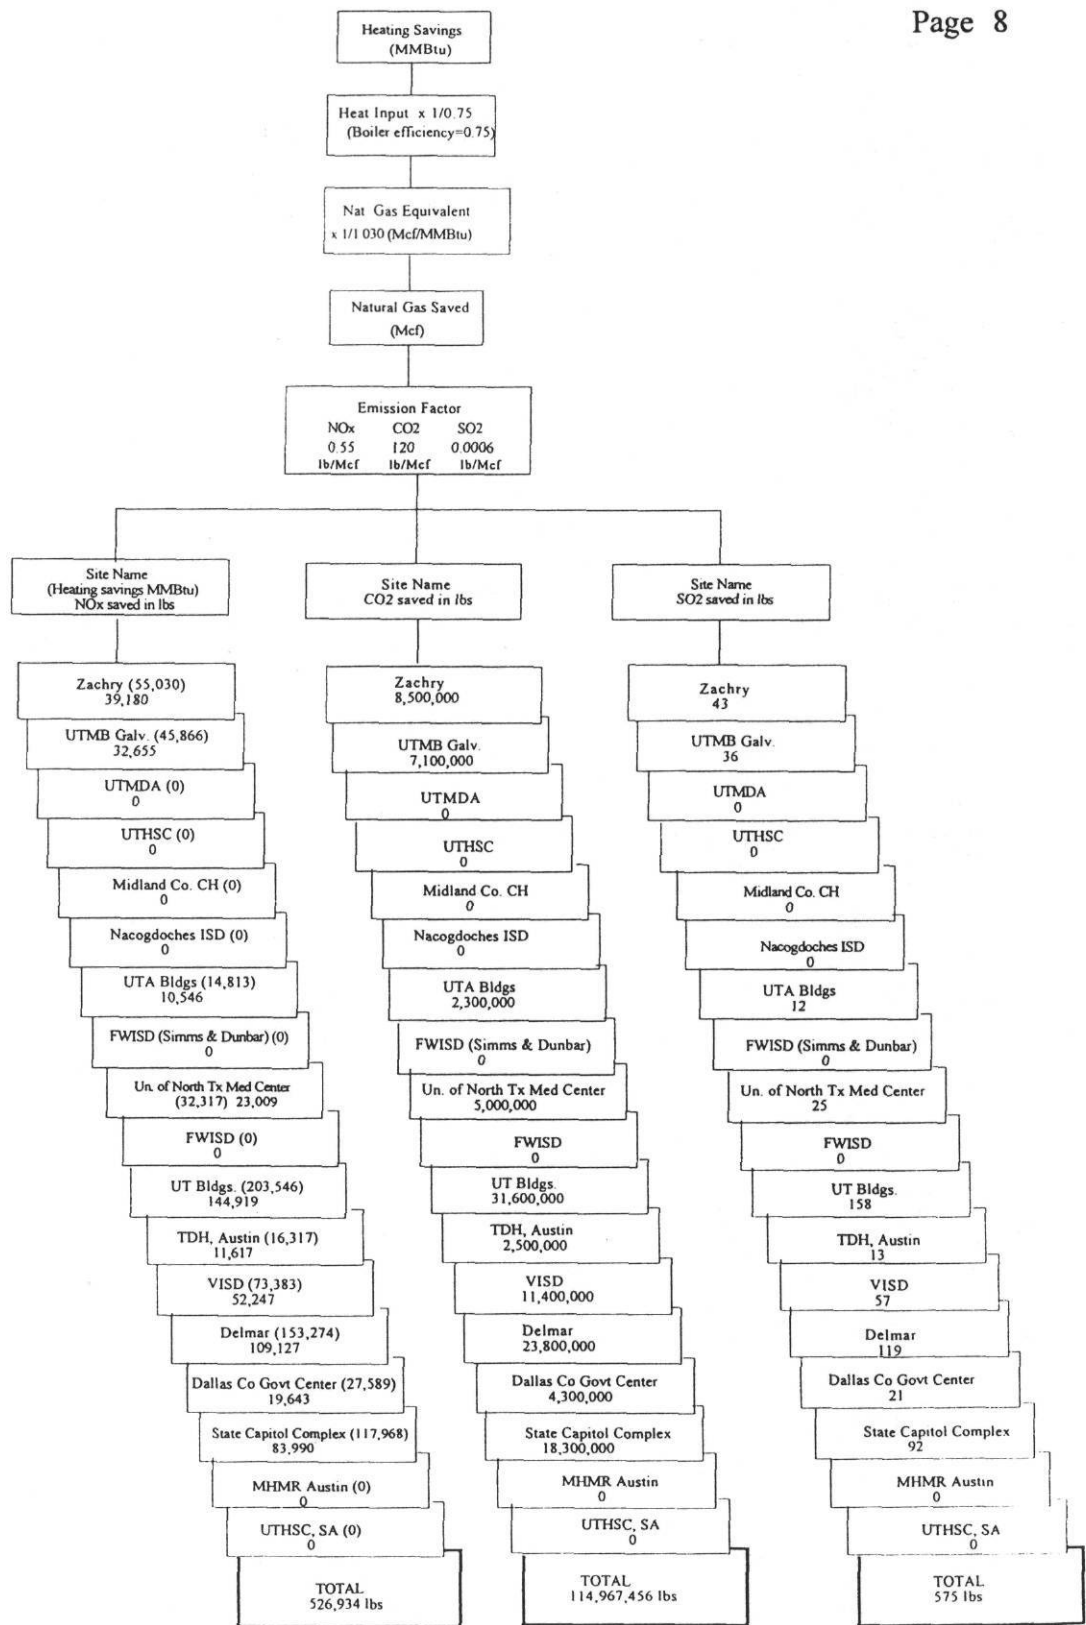 Page 8
Heating Savings
(MMBtu)
Heat Input x 1/0.75
(Boiler efficiency=0.75)
Nat Gas Equivalent
x 1/1 030 (Mcf/MMBtu)
Natural Gas Saved
(Mcf)
Emission Factor
NOx CO2 SO2
0.55 120 0.0006
lb/Mcf lb/Mcf lb/Mcf
Site Name
(Heating savings MMBtu)
NOx saved in lbs
Zachry (55,030)
39,180
UTMB Galv. (45,866)
32,655
UTMDA (0)
0
UTHSC (0)
0
Midland Co. CH (0)
0
Nacogdoches ISD (0)
0
UTA Bldgs (14,813)
10,546
FWISD (Simms & Dunbar) (0)
0
Un. of North Tx Med Center
(32,317) 23,009
FWISD (0)
0
UT Bldgs. (203,546)
144,919
TDH, Austin (16,317)
11,617
VISD (73,383)
52,247
Delmar (153,274)
109,127
Dallas Co Govt Center (27,589)
19,643
State Capitol Complex (117,968)
83,990
MHMR Austin (0)
0
UTHSC, SA (0)
0
TOTAL
526,934 lbs
Site Name
CO2 saved in lbs
Zachry
8,500,000
UTMB Galv.
7,100,000
UTMDA
0
UTHSC
0
Midland Co. CH
0
Nacogdoches ISD
0
UTA Bldgs
2,300,000
FWISD (Simms & Dunbar)
0
Un. of North Tx Med Center
5,000,000
FWISD
0
UT Bldgs.
31,600,000
TDH, Austin
2,500,000
VISD
11,400,000
Delmar
23,800,000
Dallas Co Govt Center
4,300,000
State Capitol Complex
18,300,000
MHMR Austin
0
UTHSC, SA
0
TOTAL
114,967,456 lbs
Site Name
SO2 saved in lbs
Zachry
43
UTMB Galv.
36
UTMDA
0
UTHSC
0
Midland Co. CH
0
Nacogdoches ISD
0
UTA Bldgs
12
FWISD (Simms & Dunbar)
0
Un. of North Tx Med Center
25
FWISD
0
UT Bldgs.
158
TDH, Austin
13
VISD
57
Delmar
119
Dallas Co Govt Center
21
State Capitol Complex
92
MHMR Austin
0
UTHSC, SA
0
TOTAL
575 lbs